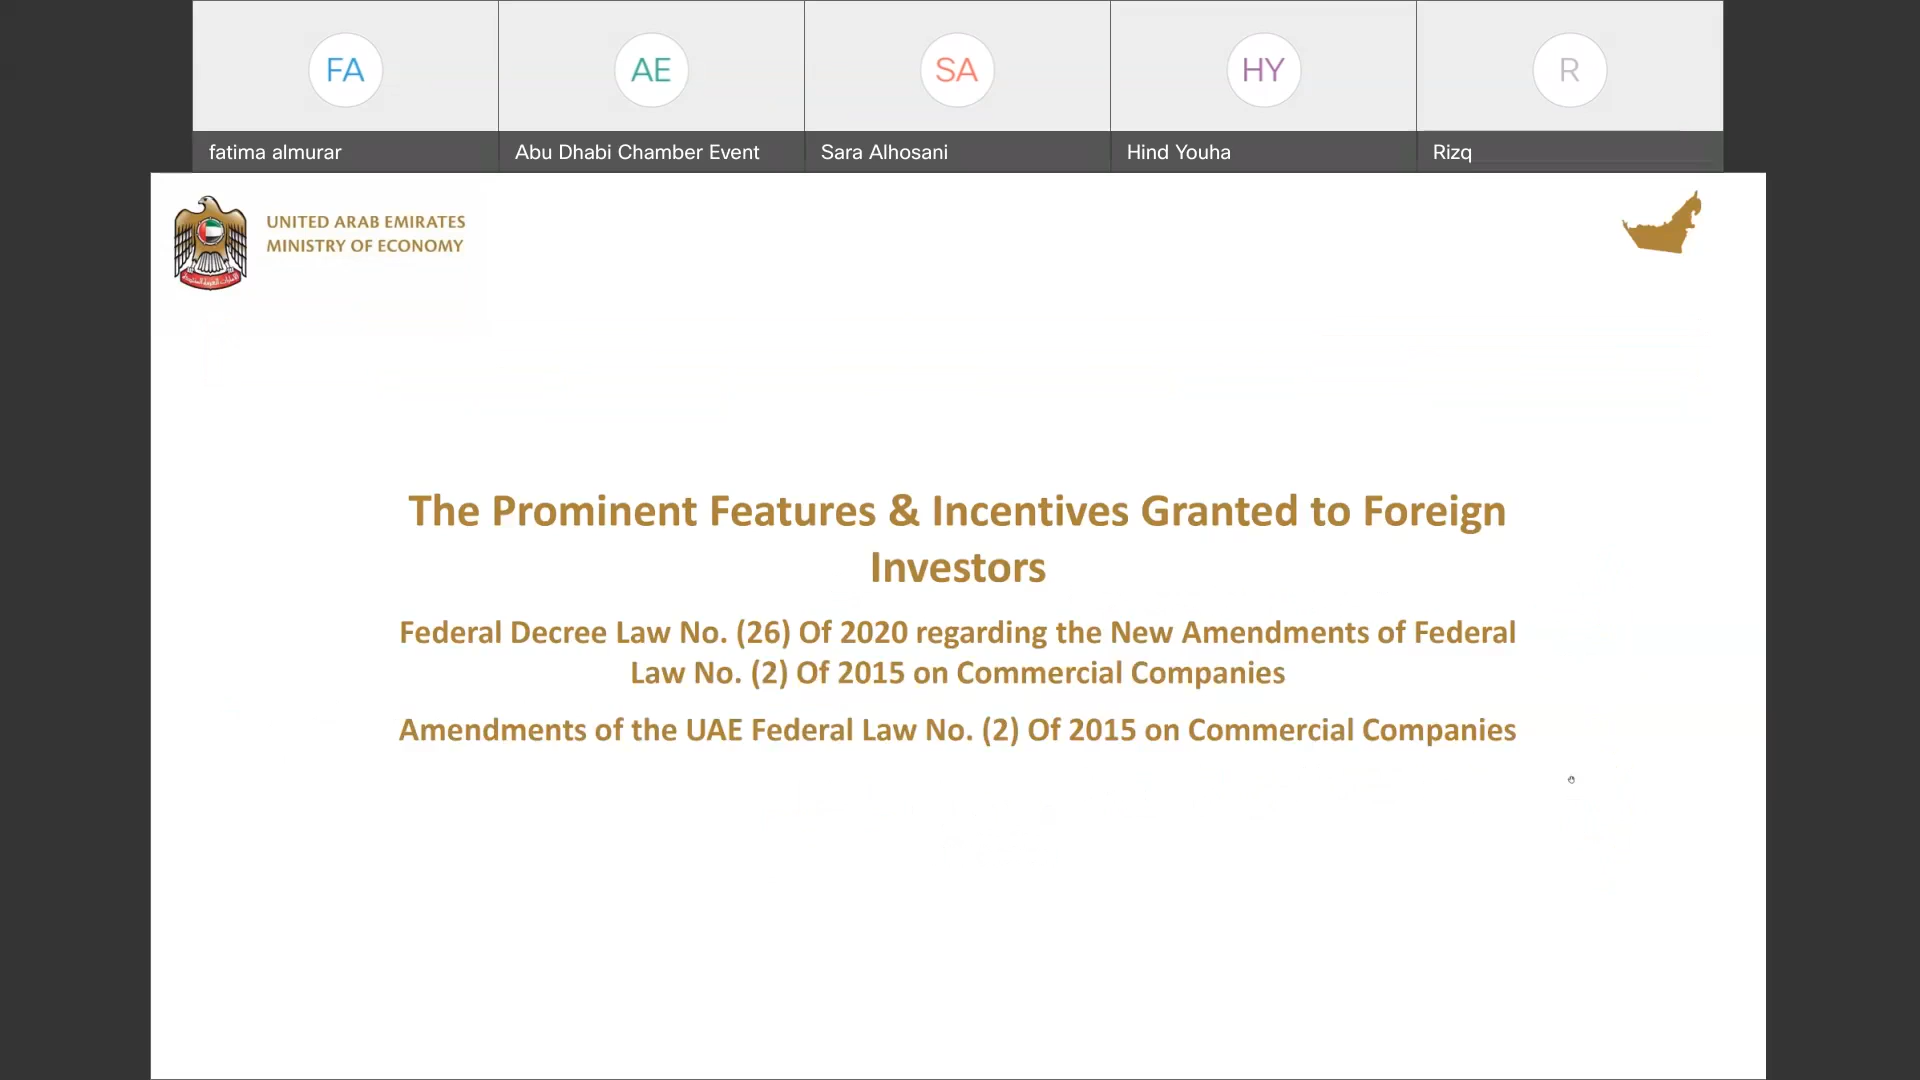 FA
AE
SA
HY
R
fatima almurar
Abu Dhabi Chamber Event
Sara Alhosani
Hind Youha
Rizq
UNITED ARAB EMIRATES
MINISTRY OF ECONOMY
The Prominent Features & Incentives Granted to Foreign
Investors
Federal Decree Law No. (26) Of 2020 regarding the New Amendments of Federal
Law No. (2) Of 2015 on Commercial Companies
Amendments of the UAE Federal Law No. (2) Of 2015 on Commercial Companies